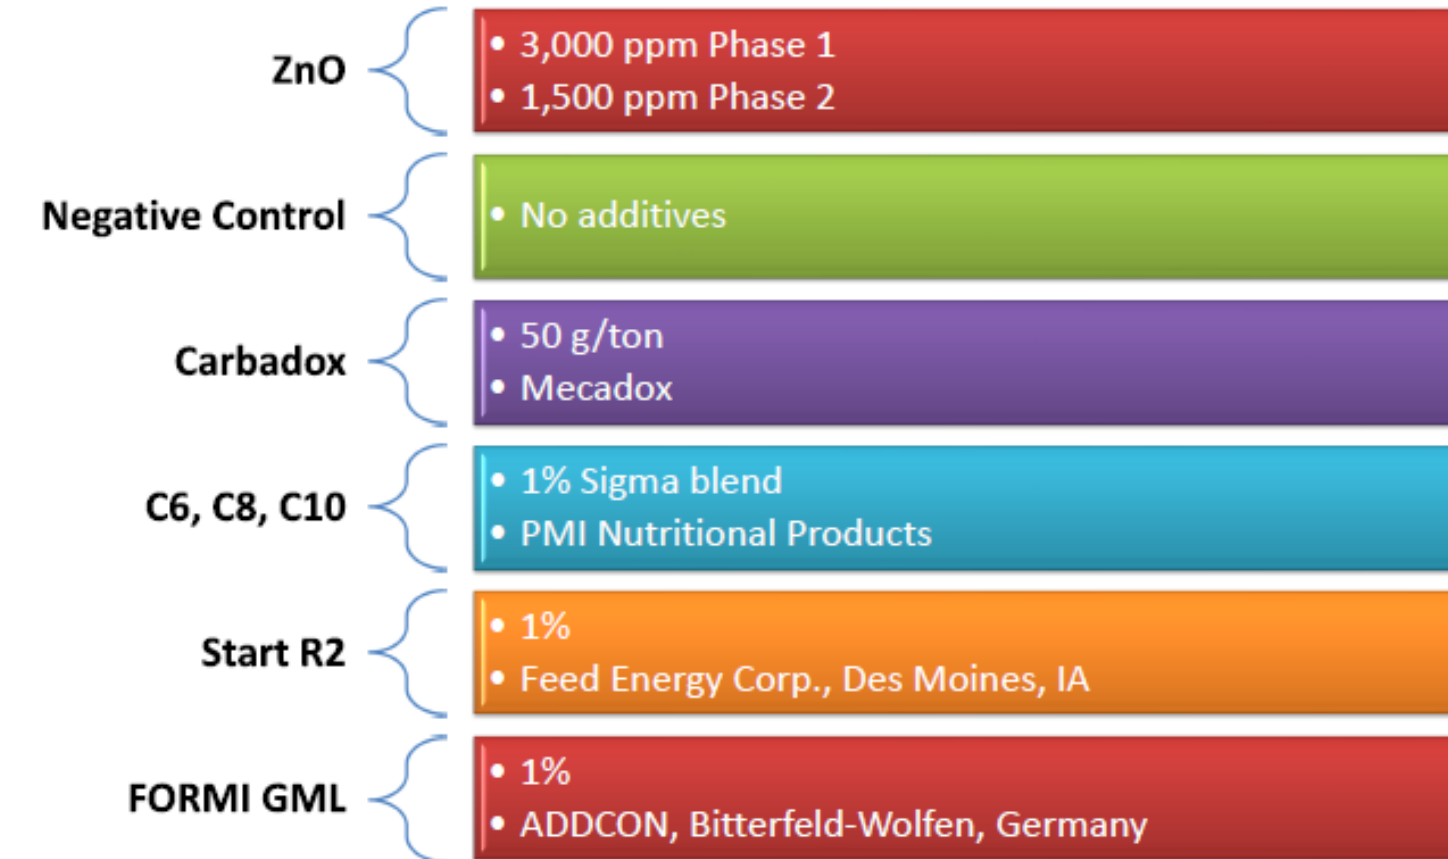 ZnO
• 3,000 ppm Phase 1
• 1,500 ppm Phase 2
Negative Control
• No additives
Carbadox
• 50 g/ton
• Mecadox
C6, C8, C10
• 1% Sigma blend
• PMI Nutritional Products
Start R2
• 1%
• Feed Energy Corp., Des Moines, IA
FORMI GML
• 1%
• ADDCON, Bitterfeld-Wolfen, Germany